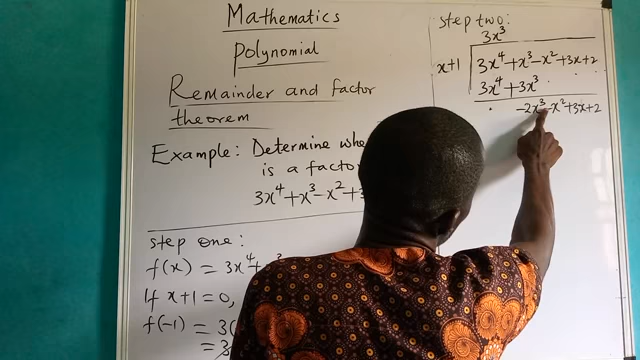 Mathematics
Polynomial
Remainder and factor
theorem
Example: Determine whe
is a factor
3x⁴+x³-x²+3
step one:
f(x) = 3x⁴+
If x+1=0,
f(-1) = 3(
= 3
step two:
3x³
x+1 3x⁴+x³-x²+3x+2
3x⁴+3x³
-2x³-x²+3x+2